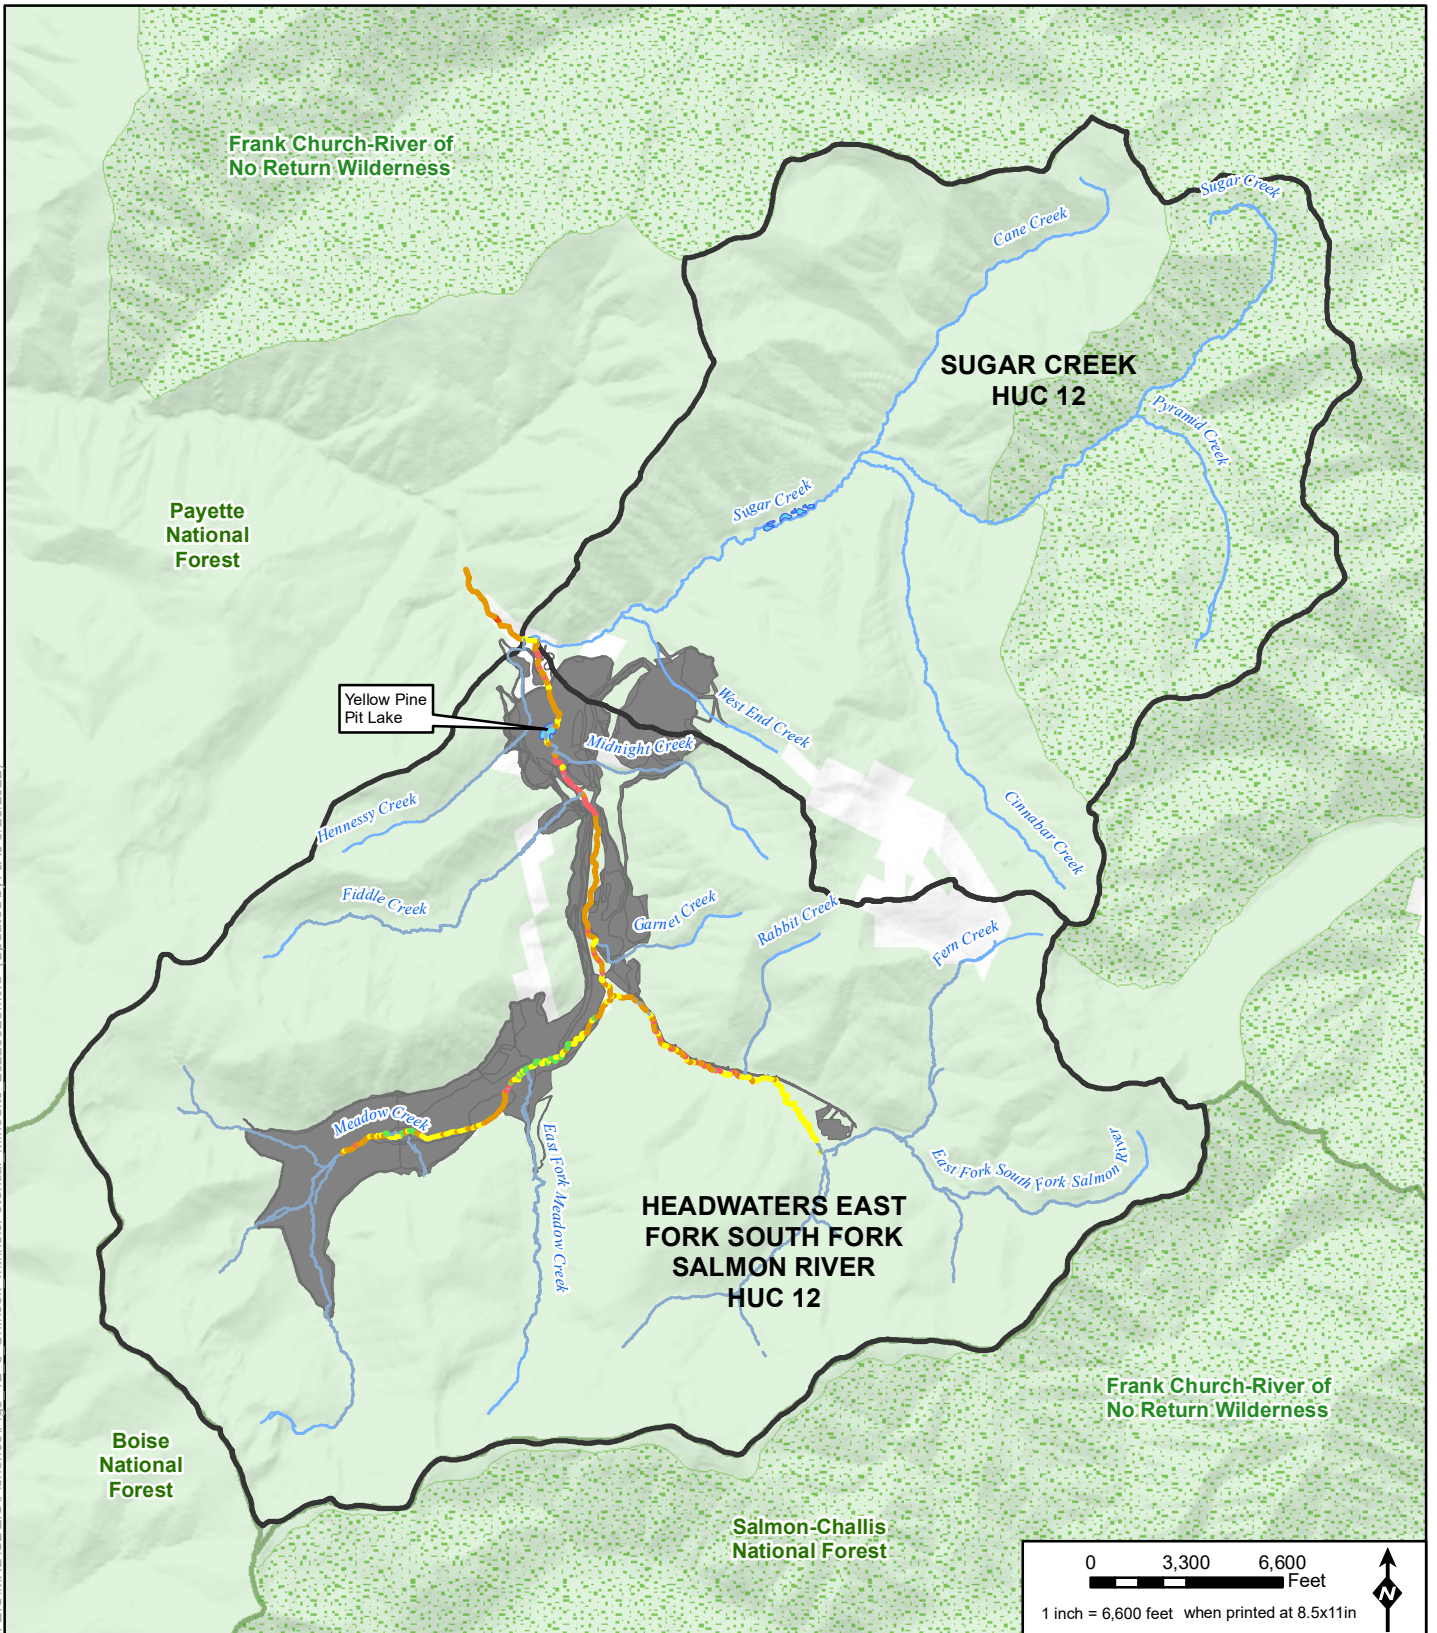 Frank Church-River of
No Return Wilderness
Sugar Creek
Cane Creek
SUGAR CREEK
HUC 12
Pyramid Creek
Sugar Creek
Payette
National
Forest
Yellow Pine
Pit Lake
West End Creek
Midnight Creek
Hennessy Creek
Cinnabar Creek
Fiddle Creek
Garnet Creek
Rabbit Creek
Fern Creek
Meadow Creek
East Fork Meadow Creek
East Fork South Fork Salmon River
HEADWATERS EAST
FORK SOUTH FORK
SALMON RIVER
HUC 12
Frank Church-River of
No Return Wilderness
Boise
National
Forest
Salmon-Challis
National Forest
0 3,300 6,600
Feet
1 inch = 6,600 feet when printed at 8.5x11in
N